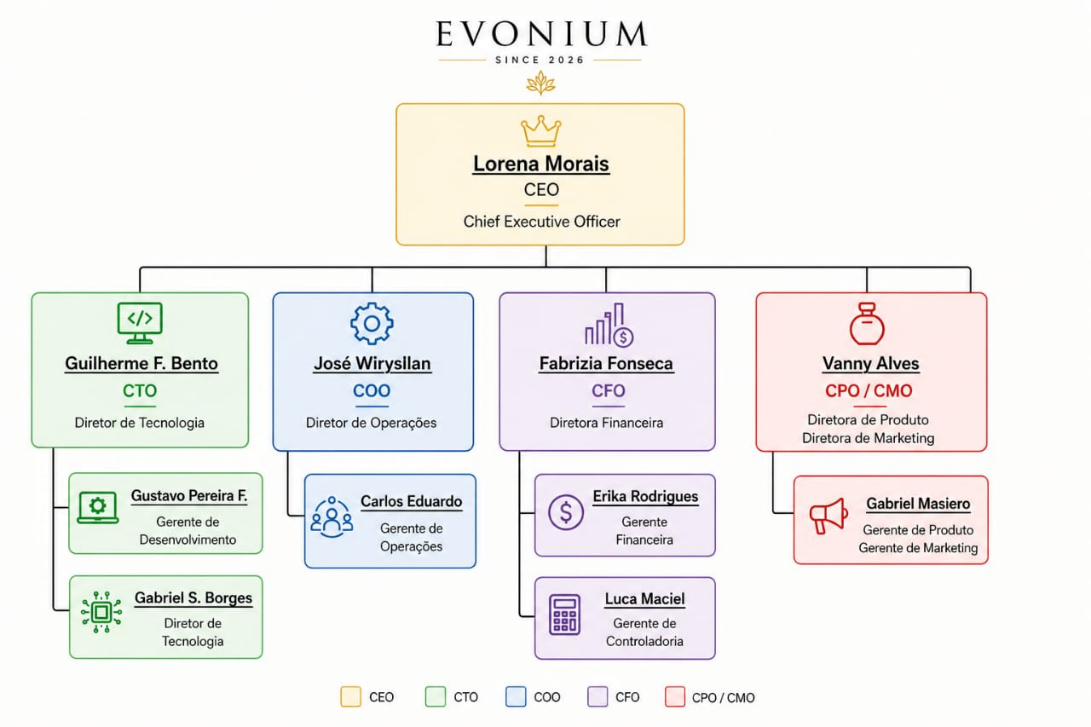 EVONIUM
SINCE 2026
Lorena Morais
CEO
Chief Executive Officer
</>
Guilherme F. Bento
CTO
Diretor de Tecnologia
José Wirysllan
COO
Diretor de Operações
$
Fabrizia Fonseca
CFO
Diretora Financeira
Vanny Alves
CPO / CMO
Diretora de Produto
Diretora de Marketing
Gustavo Pereira F.
Gerente de
Desenvolvimento
Gabriel S. Borges
Diretor de
Tecnologia
Carlos Eduardo
Gerente de
Operações
$
Erika Rodrigues
Gerente
Financeira
Luca Maciel
Gerente de
Controladoria
Gabriel Masiero
Gerente de Produto
Gerente de Marketing
CEO
CTO
COO
CFO
CPO / CMO